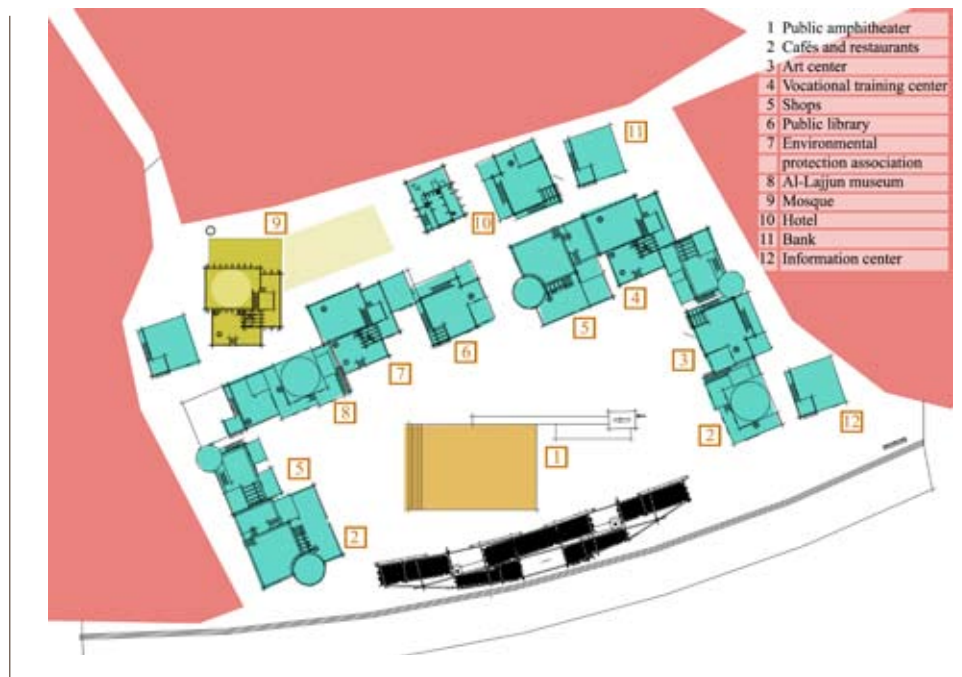 1 Public amphitheater
2 Cafés and restaurants
3 Art center
4 Vocational training center
5 Shops
6 Public library
7 Environmental
protection association
8 Al-Lajjun museum
9 Mosque
10 Hotel
11 Bank
12 Information center
11
9
10
4
5
6
3
7
8
12
2
1
5
2